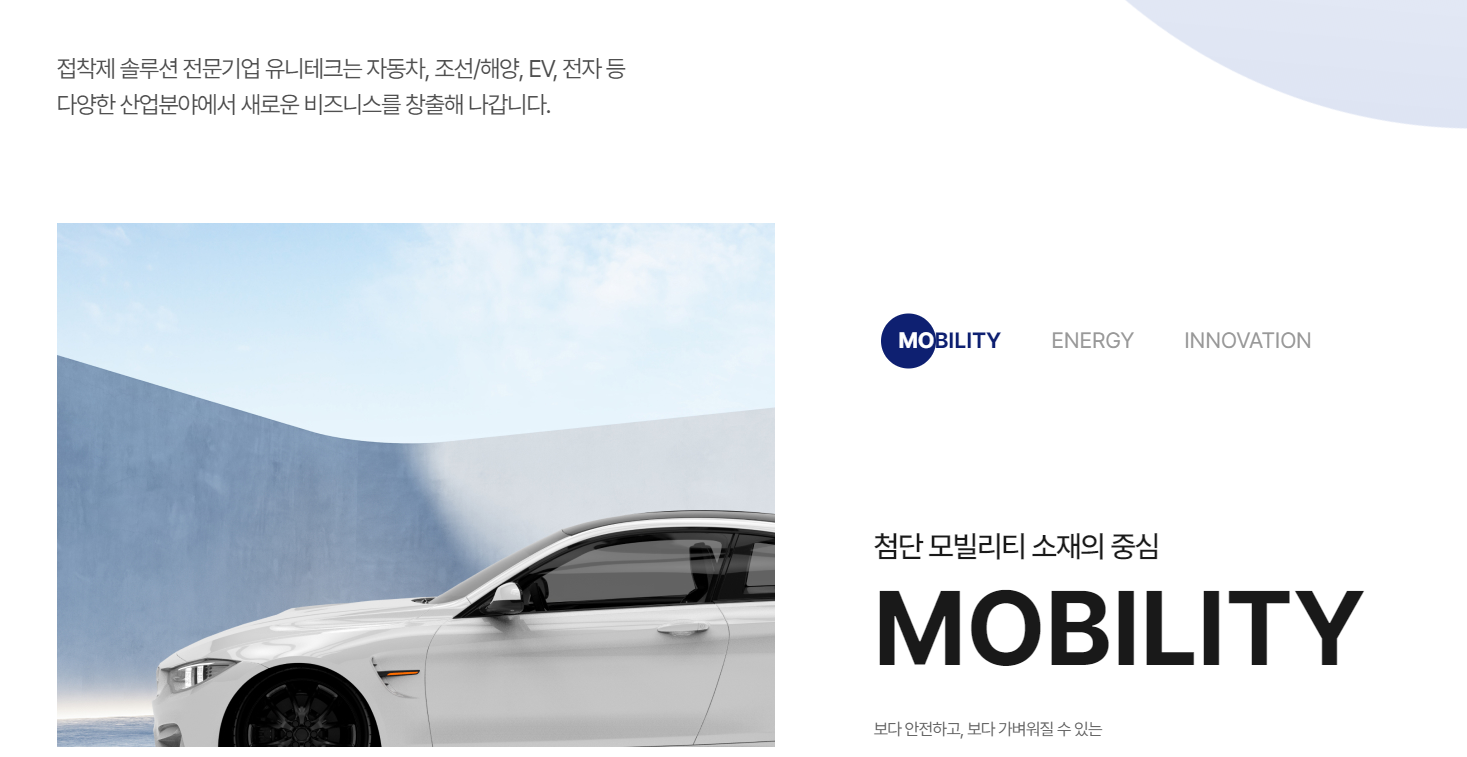 접착제 솔루션 전문기업 유니테크는 자동차, 조선/해양, EV, 전자 등
다양한 산업분야에서 새로운 비즈니스를 창출해 나갑니다.
MOBILITY ENERGY INNOVATION
첨단 모빌리티 소재의 중심
MOBILITY
보다 안전하고, 보다 가벼워질 수 있는